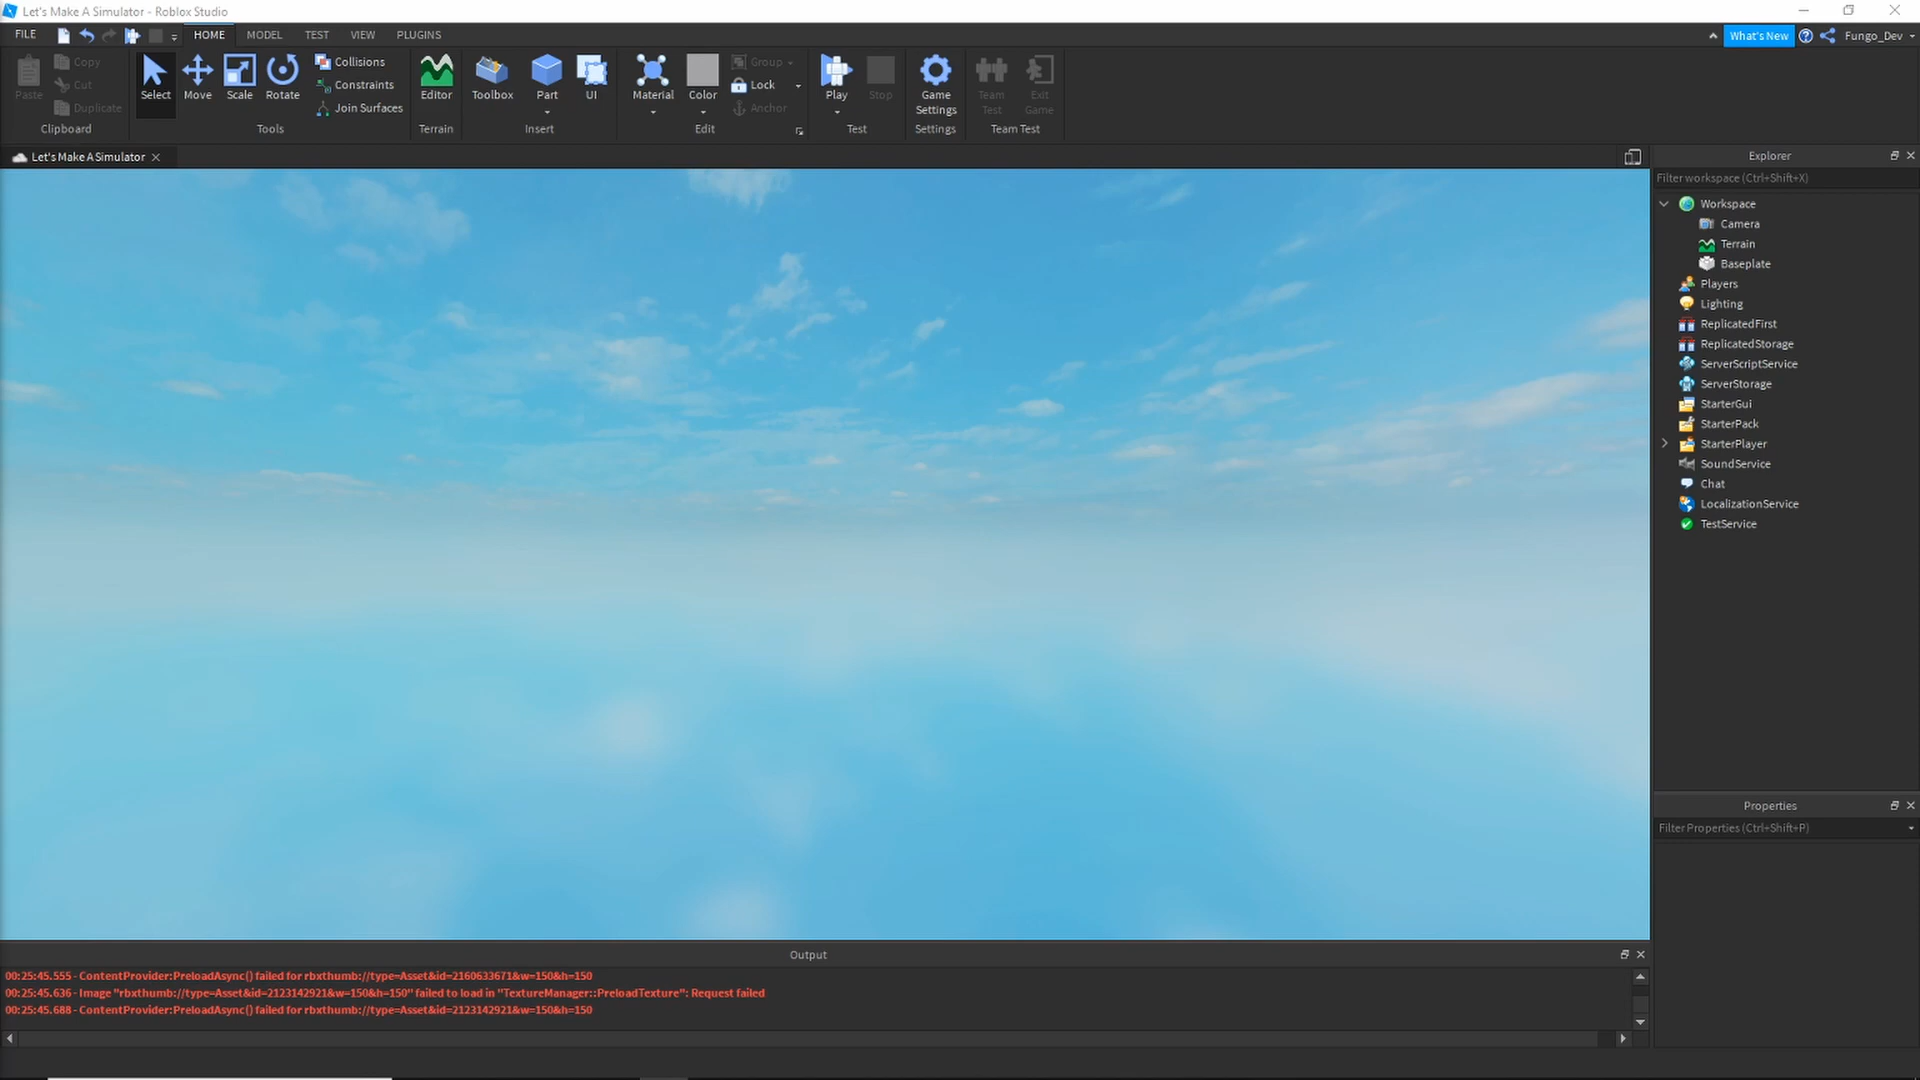 Let's Make A Simulator - Roblox Studio
FILE HOME MODEL TEST VIEW PLUGINS What's New Fungo_Dev
Paste Copy Cut Duplicate
Clipboard
Select Move Scale Rotate Collisions Constraints Join Surfaces
Tools
Editor
Terrain
Toolbox Part UI
Insert
Material Color Group Lock Anchor
Edit
Play Stop
Test
Game Settings
Settings
Team Test Exit Game
Team Test
Let's Make A Simulator
Explorer
Filter workspace (Ctrl+Shift+X)
Workspace
Camera
Terrain
Baseplate
Players
Lighting
ReplicatedFirst
ReplicatedStorage
ServerScriptService
ServerStorage
StarterGui
StarterPack
StarterPlayer
SoundService
Chat
LocalizationService
TestService
Properties
Filter Properties (Ctrl+Shift+P)
Output
00:25:45.555 - ContentProvider:PreloadAsync() failed for rbxthumb://type=Asset&id=2160633671&w=150&h=150
00:25:45.636 - Image "rbxthumb://type=Asset&id=2123142921&w=150&h=150" failed to load in "TextureManager::PreloadTexture": Request failed
00:25:45.688 - ContentProvider:PreloadAsync() failed for rbxthumb://type=Asset&id=2123142921&w=150&h=150